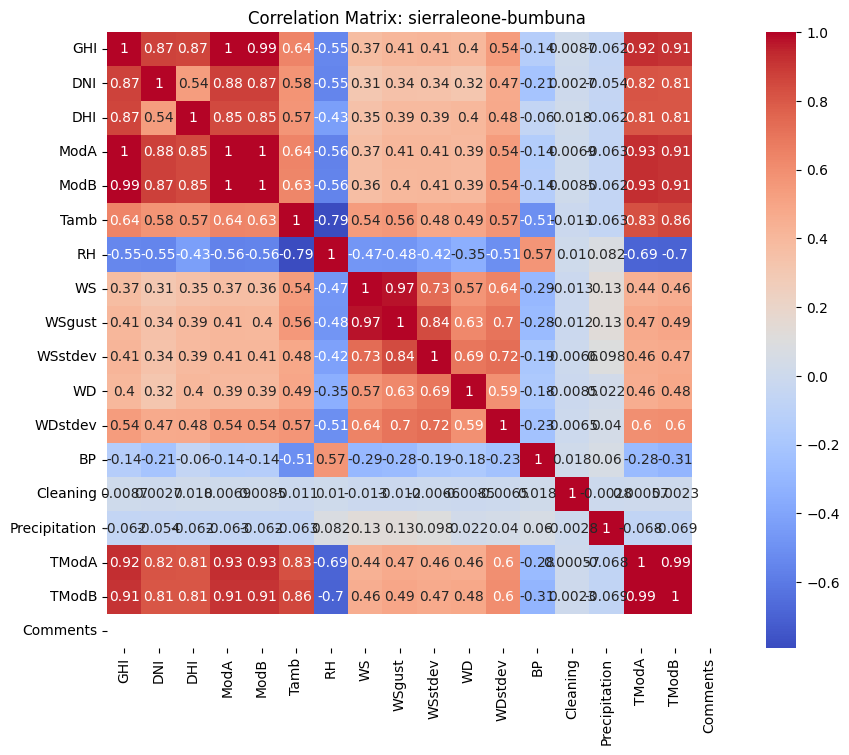 Correlation Matrix: sierraleone-bumbuna
GHI 1 0.87 0.87 1 0.99 0.64 -0.55 0.37 0.41 0.41 0.4 0.54 -0.14 0.0087 -0.062 0.92 0.91
DNI 0.87 1 0.54 0.88 0.87 0.58 -0.55 0.31 0.34 0.34 0.32 0.47 -0.21 -0.054 0.82 0.81
DHI 0.87 0.54 1 0.85 0.85 0.57 -0.43 0.35 0.39 0.39 0.4 0.48 -0.06 0.018 -0.062 0.81 0.81
ModA 1 0.88 0.85 1 1 0.64 -0.56 0.37 0.41 0.41 0.39 0.54 -0.14 -0.063 0.93 0.91
ModB 0.99 0.87 0.85 1 1 0.63 -0.56 0.36 0.4 0.41 0.39 0.54 -0.14 -0.062 0.93 0.91
Tamb 0.64 0.58 0.57 0.64 0.63 1 -0.79 0.54 0.56 0.48 0.49 0.57 -0.51 -0.011 -0.063 0.83 0.86
RH -0.55 -0.55 -0.43 -0.56 -0.56 -0.79 1 -0.47 -0.48 -0.42 -0.35 -0.51 0.57 0.082 -0.69 -0.7
WS 0.37 0.31 0.35 0.37 0.36 0.54 -0.47 1 0.97 0.73 0.57 0.64 -0.29 -0.013 0.13 0.44 0.46
WSgust 0.41 0.34 0.39 0.41 0.4 0.56 -0.48 0.97 1 0.84 0.63 0.7 -0.28 -0.012 0.13 0.47 0.49
WSstdev 0.41 0.34 0.39 0.41 0.41 0.48 -0.42 0.73 0.84 1 0.69 0.72 -0.19 0.098 0.46 0.47
WD 0.4 0.32 0.4 0.39 0.39 0.49 -0.35 0.57 0.63 0.69 1 0.59 -0.18 0.022 0.46 0.48
WDstdev 0.54 0.47 0.48 0.54 0.54 0.57 -0.51 0.64 0.7 0.72 0.59 1 -0.23 0.04 0.6 0.6
BP -0.14 -0.21 -0.06 -0.14 -0.14 -0.51 0.57 -0.29 -0.28 -0.19 -0.18 -0.23 1 0.018 0.06 -0.28 -0.31
Cleaning 1
Precipitation -0.062 -0.054 -0.062 -0.063 -0.062 -0.063 0.082 0.13 0.13 0.098 0.022 0.04 0.06 1 -0.068 -0.069
TModA 0.92 0.82 0.81 0.93 0.93 0.83 -0.69 0.44 0.47 0.46 0.46 0.6 -0.28 -0.068 1 0.99
TModB 0.91 0.81 0.81 0.91 0.91 0.86 -0.7 0.46 0.49 0.47 0.48 0.6 -0.31 0.0023 -0.069 0.99 1
Comments
GHI DNI DHI ModA ModB Tamb RH WS WSgust WSstdev WD WDstdev BP Cleaning Precipitation TModA TModB Comments
1.0
0.8
0.6
0.4
0.2
0.0
−0.2
−0.4
−0.6